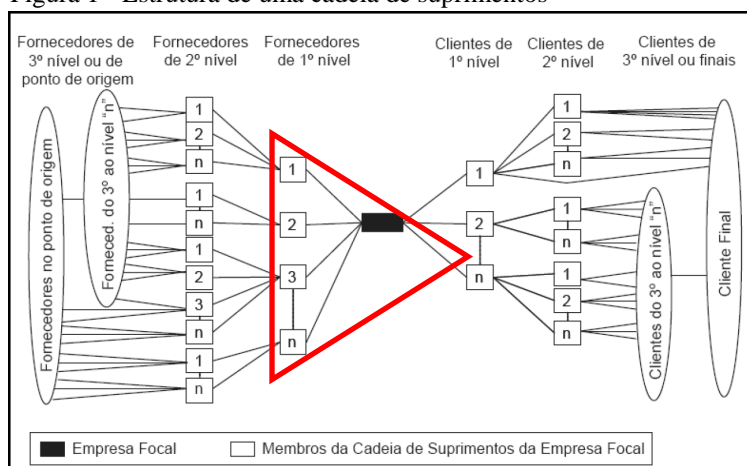 Figura 1 - Estrutura de uma cadeia de suprimentos
Fornecedores de
3º nível ou de
ponto de origem
Fornecedores
de 2º nível
Fornecedores
de 1º nível
Clientes de
1º nível
Clientes de
2º nível
Clientes de
3º nível ou finais
Fornecedores no ponto de origem
Forneced. do 3º ao nível "n"
1
2
n
1
n
1
2
3
n
1
n
1
2
3
n
1
2
n
1
2
n
1
n
1
2
n
Clientes do 3º ao nível "n"
Cliente Final
Empresa Focal
Membros da Cadeia de Suprimentos da Empresa Focal